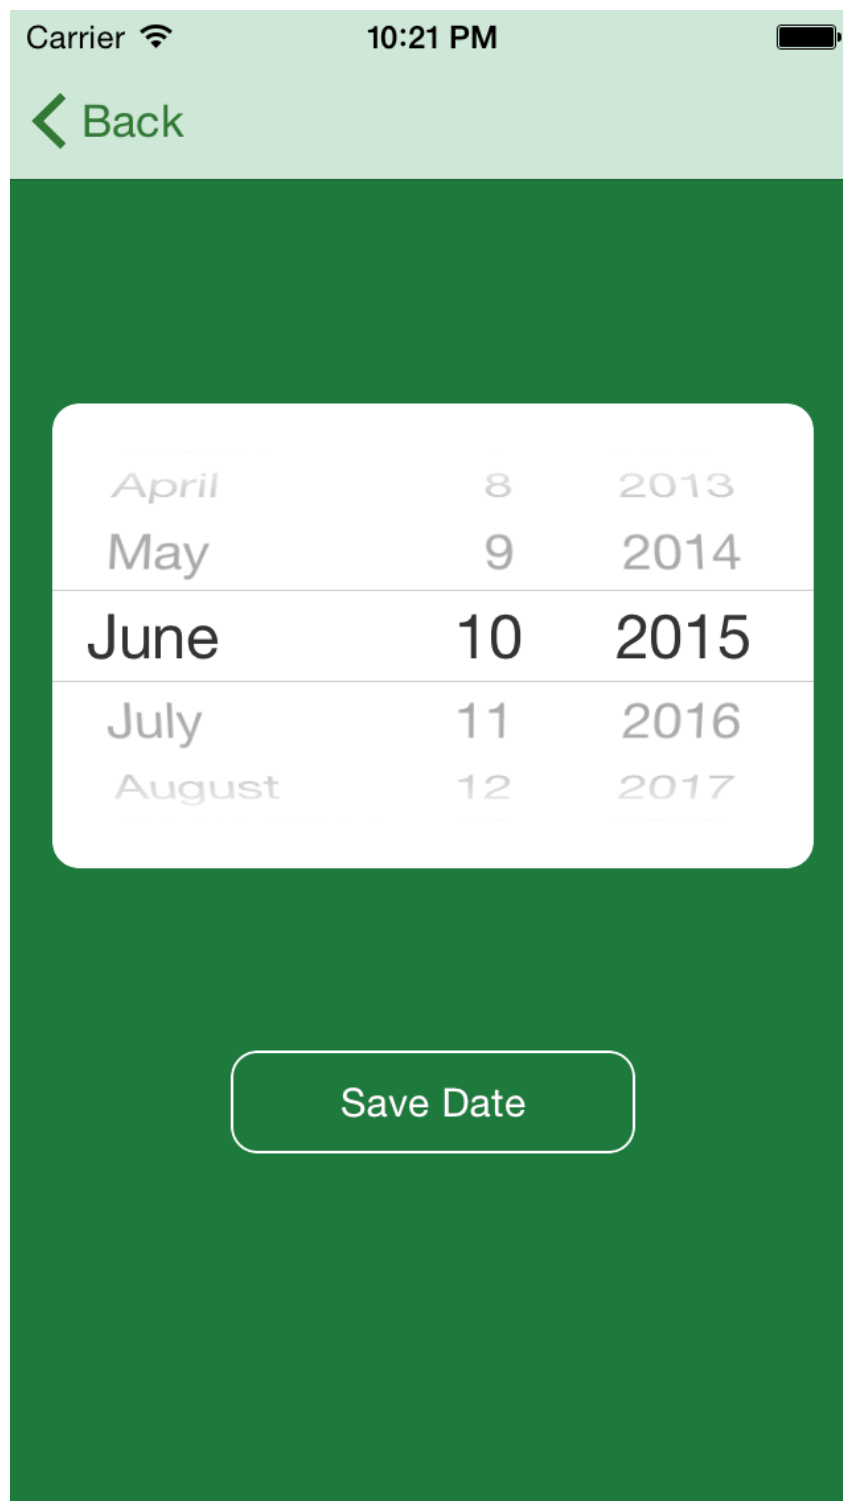 Carrier 10:21 PM
Back
April 8 2013
May 9 2014
June 10 2015
July 11 2016
August 12 2017
Save Date